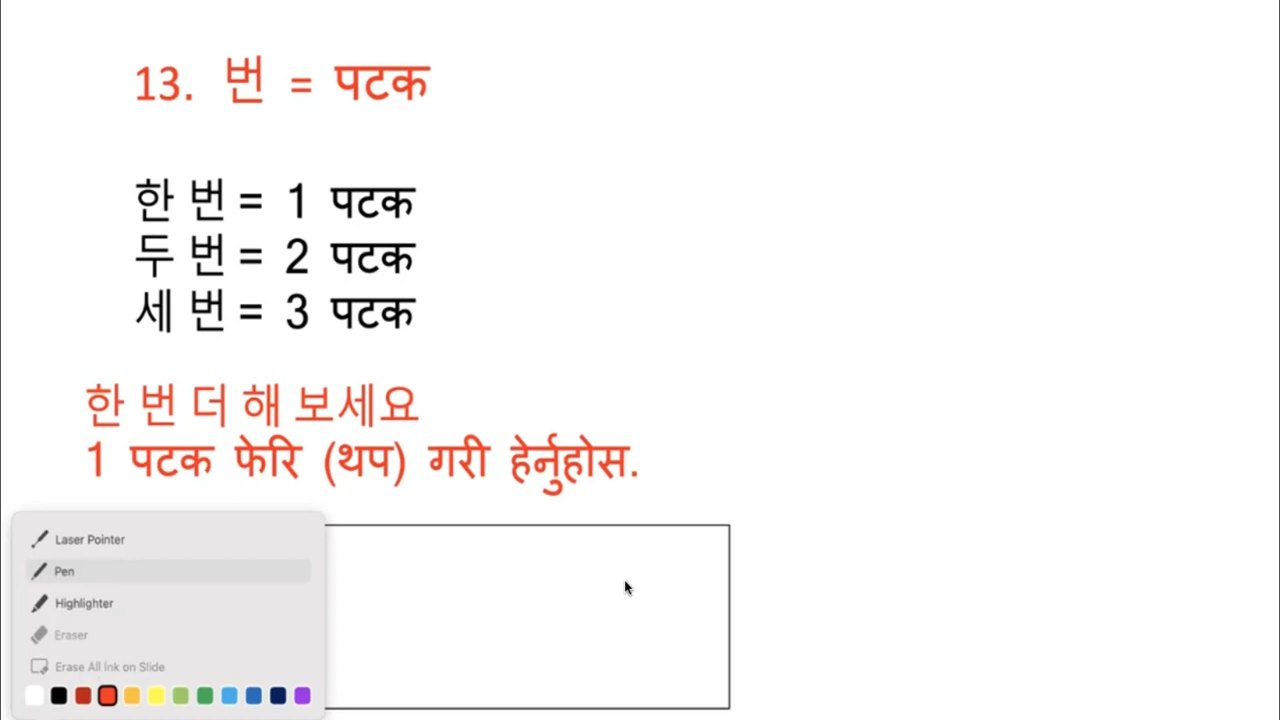 13. 번 = पटक
한 번 = 1 पटक
두 번 = 2 पटक
세 번 = 3 पटक
한 번 더 해 보세요
1 पटक फेरि (थप) गरी हेर्नुहोस.
Laser Pointer
Pen
Highlighter
Eraser
Erase All Ink on Slide